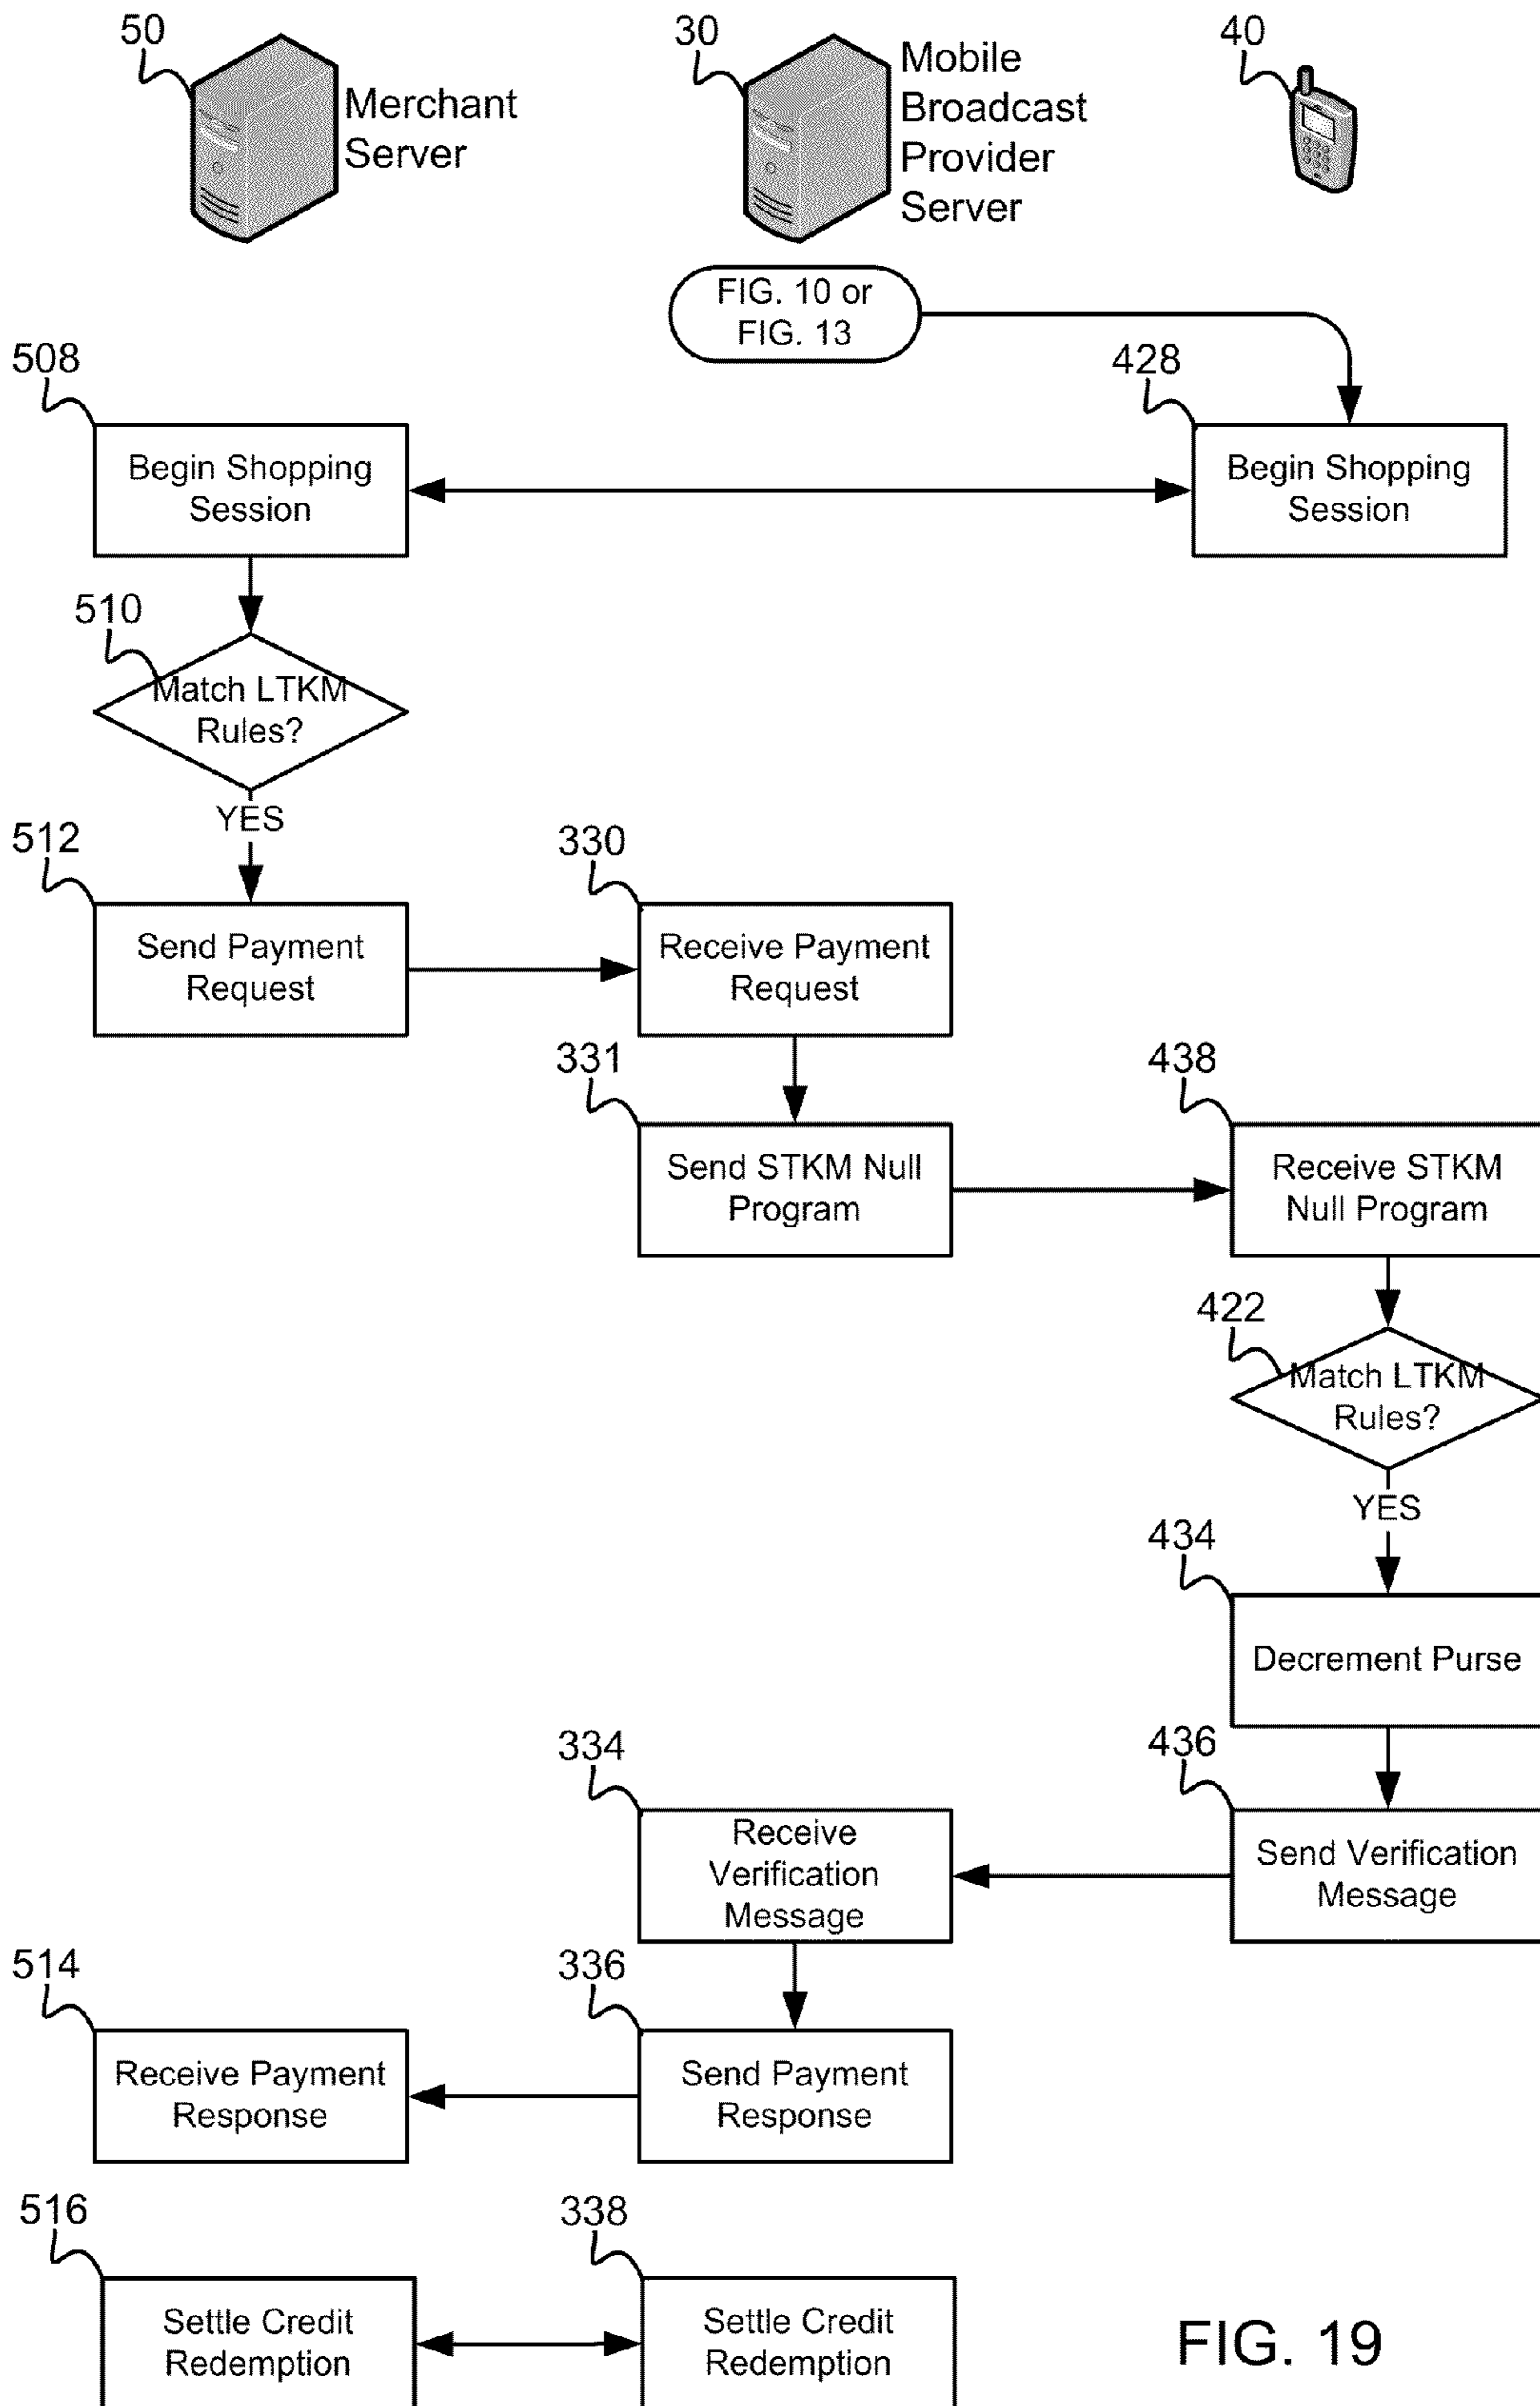 50
Merchant
Server
30
Mobile
Broadcast
Provider
Server
40
FIG. 10 or
FIG. 13
508
Begin Shopping
Session
428
Begin Shopping
Session
510
Match LTKM
Rules?
YES
512
Send Payment
Request
330
Receive Payment
Request
331
Send STKM Null
Program
438
Receive STKM
Null Program
422
Match LTKM
Rules?
YES
434
Decrement Purse
436
Send Verification
Message
334
Receive
Verification
Message
514
Receive Payment
Response
336
Send Payment
Response
516
Settle Credit
Redemption
338
Settle Credit
Redemption
FIG. 19